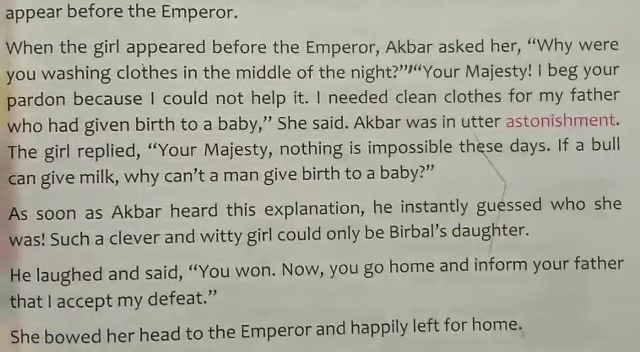 appear before the Emperor.
When the girl appeared before the Emperor, Akbar asked her, “Why were
you washing clothes in the middle of the night?”“Your Majesty! I beg your
pardon because I could not help it. I needed clean clothes for my father
who had given birth to a baby,” She said. Akbar was in utter astonishment.
The girl replied, “Your Majesty, nothing is impossible these days. If a bull
can give milk, why can’t a man give birth to a baby?”
As soon as Akbar heard this explanation, he instantly guessed who she
was! Such a clever and witty girl could only be Birbal’s daughter.
He laughed and said, “You won. Now, you go home and inform your father
that I accept my defeat.”
She bowed her head to the Emperor and happily left for home.